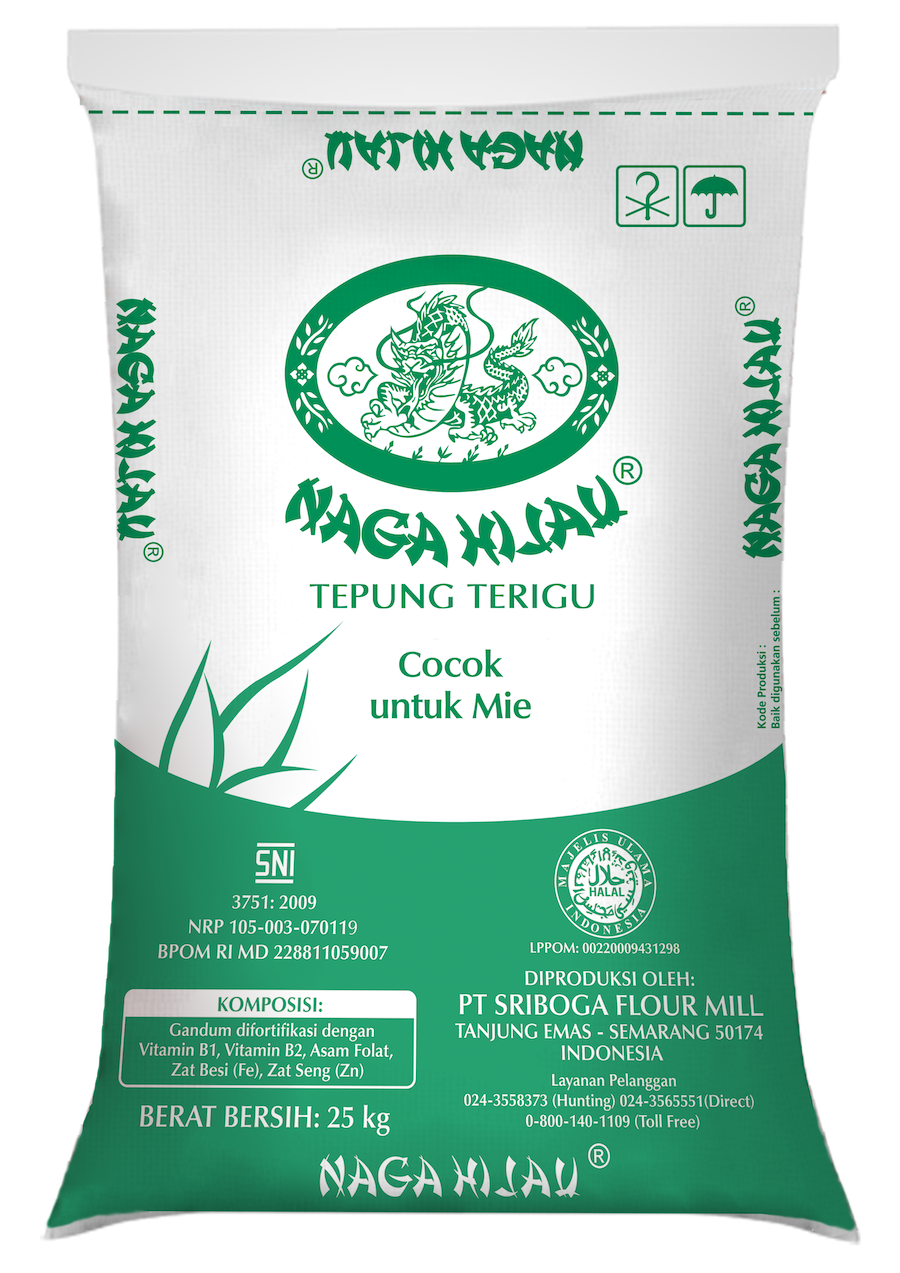 NAGA HIJAU ®
NAGA HIJAU ®
NAGA HIJAU ®
NAGA HIJAU ®
TEPUNG TERIGU
Cocok
untuk Mie
Kode Produksi :
Baik digunakan sebelum :
SNI
3751: 2009
NRP 105-003-070119
BPOM RI MD 228811059007
KOMPOSISI:
Gandum difortifikasi dengan
Vitamin B1, Vitamin B2, Asam Folat,
Zat Besi (Fe), Zat Seng (Zn)
BERAT BERSIH: 25 kg
MAJELIS ULAMA
حلال
HALAL
INDONESIA
LPPOM: 00220009431298
DIPRODUKSI OLEH:
PT SRIBOGA FLOUR MILL
TANJUNG EMAS - SEMARANG 50174
INDONESIA
Layanan Pelanggan
024-3558373 (Hunting) 024-3565551(Direct)
0-800-140-1109 (Toll Free)
NAGA HIJAU ®